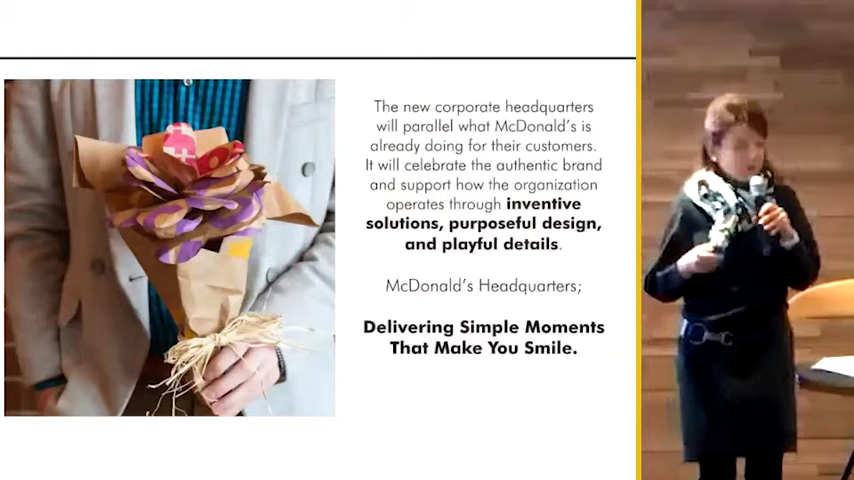 The new corporate headquarters
will parallel what McDonald's is
already doing for their customers.
It will celebrate the authentic brand
and support how the organization
operates through inventive
solutions, purposeful design,
and playful details.
McDonald's Headquarters;
Delivering Simple Moments
That Make You Smile.